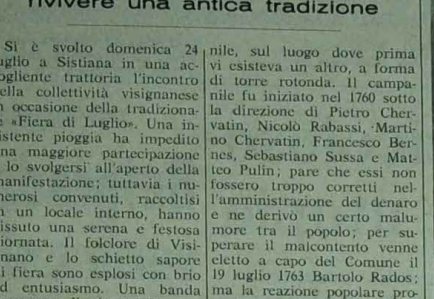 rivivere una antica tradizione
Si è svolto domenica 24
luglio a Sistiana in una ac-
cogliente trattoria l'incontro
della collettività visignanese
in occasione della tradiziona-
le «Fiera di Luglio». Una in-
sistente pioggia ha impedito
una maggiore partecipazione
e lo svolgersi all'aperto della
manifestazione; tuttavia i nu-
merosi convenuti, raccoltisi
in un locale interno, hanno
vissuto una serena e festosa
giornata. Il folclore di Visi-
gnano e lo schietto sapore
di fiera sono esplosi con brio
ed entusiasmo. Una banda
nile, sul luogo dove prima
vi esisteva un altro, a forma
di torre rotonda. Il campa-
nile fu iniziato nel 1760 sotto
la direzione di Pietro Cher-
vatin, Nicolò Rabassi, Marti-
no Chervatin, Francesco Ber-
nes, Sebastiano Sussa e Mat-
teo Pulin; pare che essi non
fossero troppo corretti nel-
l'amministrazione del denaro
e ne derivò un certo malu-
more tra il popolo; per su-
perare il malcontento venne
eletto a capo del Comune il
19 luglio 1763 Bartolo Rados;
ma la reazione popolare pro-